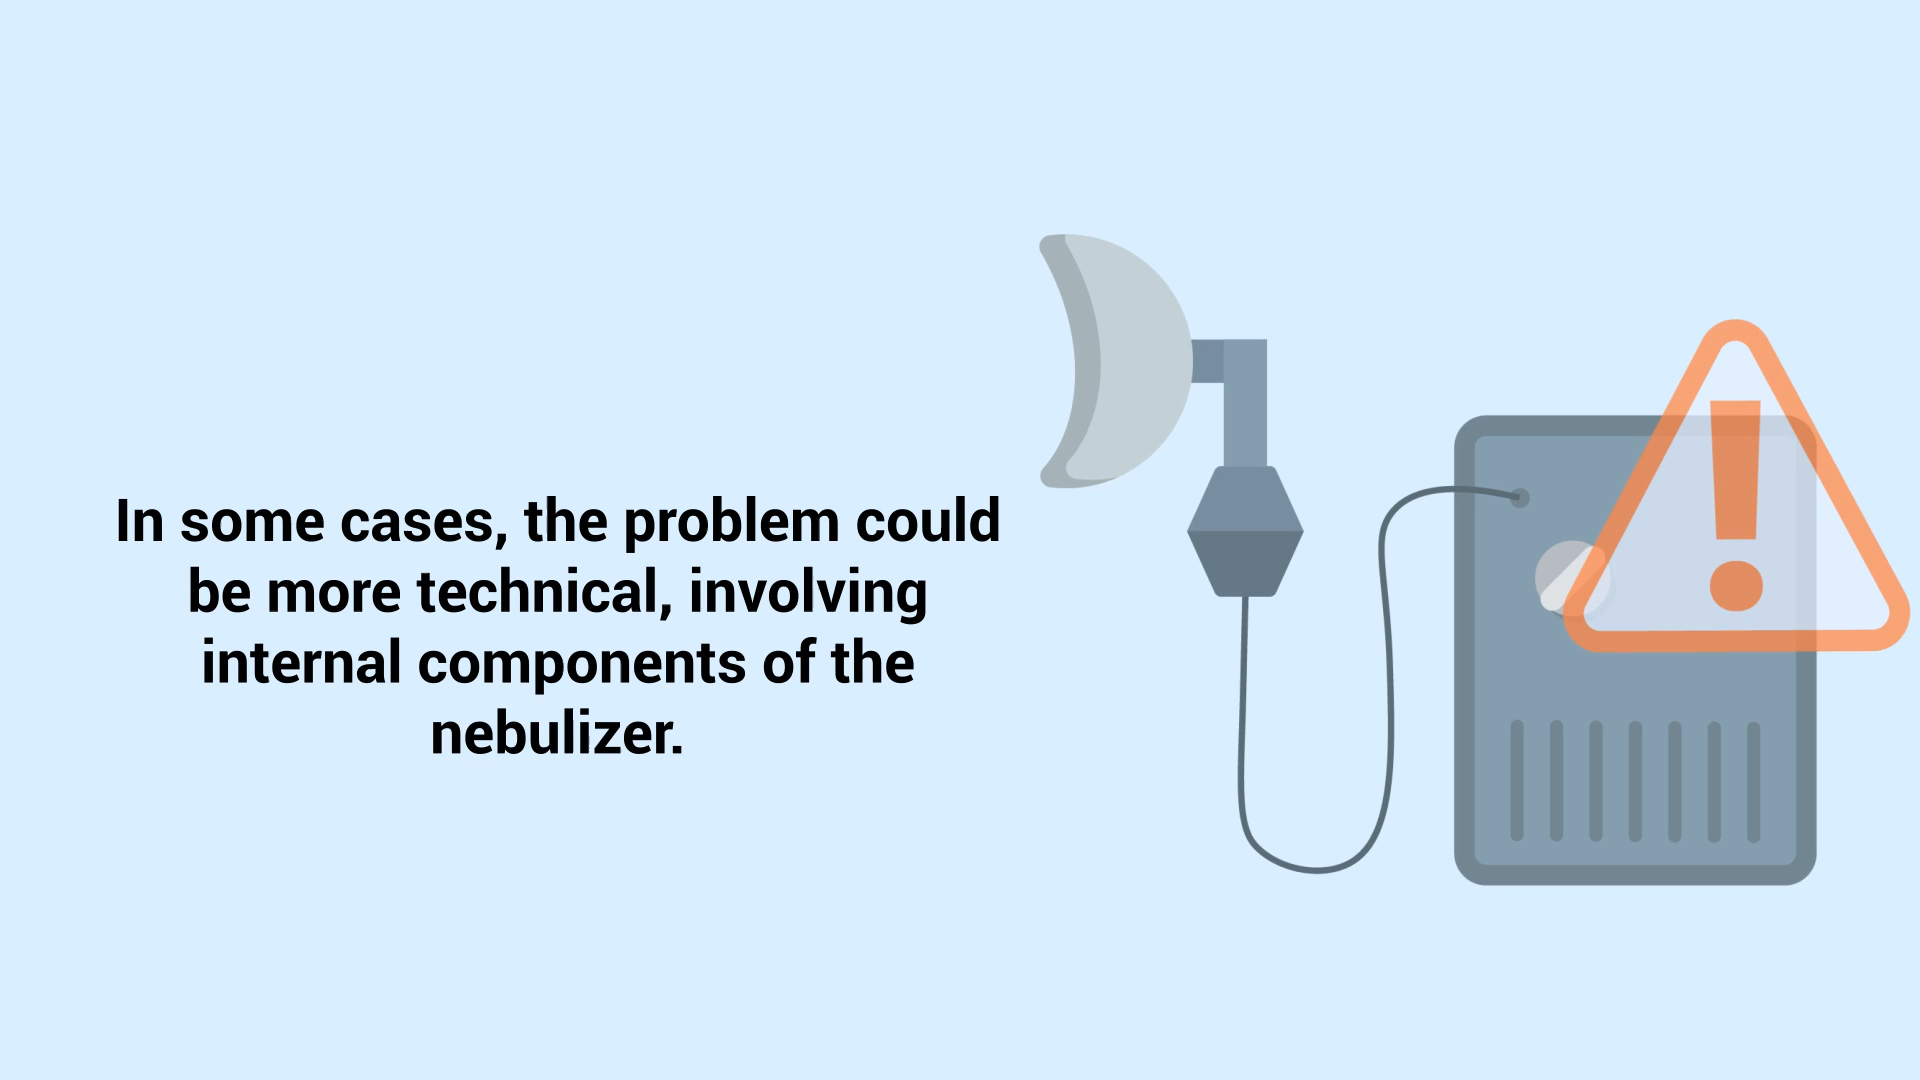 In some cases, the problem could
be more technical, involving
internal components of the
nebulizer.